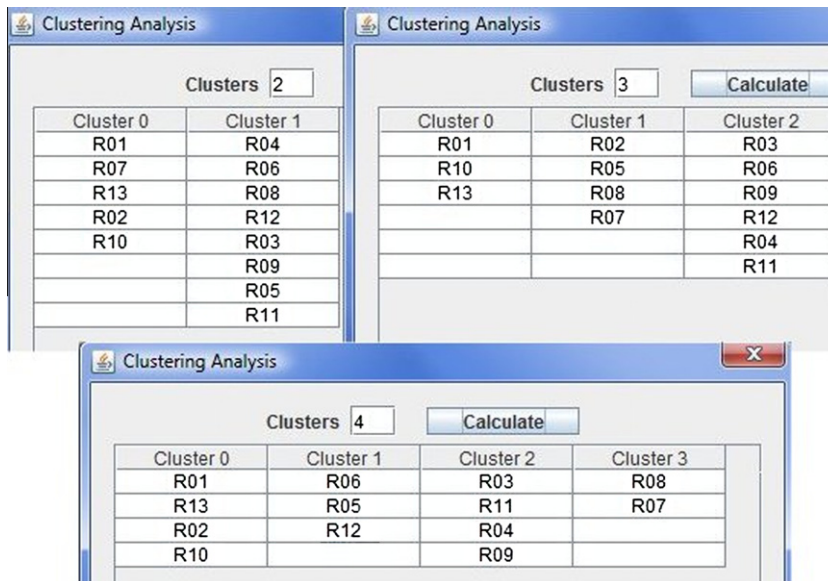 Clustering Analysis
Clusters 2
Cluster 0 Cluster 1
R01 R04
R07 R06
R13 R08
R02 R12
R10 R03
R09
R05
R11
Clustering Analysis
Clusters 3 Calculate
Cluster 0 Cluster 1 Cluster 2
R01 R02 R03
R10 R05 R06
R13 R08 R09
R07 R12
R04
R11
Clustering Analysis
Clusters 4 Calculate
Cluster 0 Cluster 1 Cluster 2 Cluster 3
R01 R06 R03 R08
R13 R05 R11 R07
R02 R12 R04
R10 R09